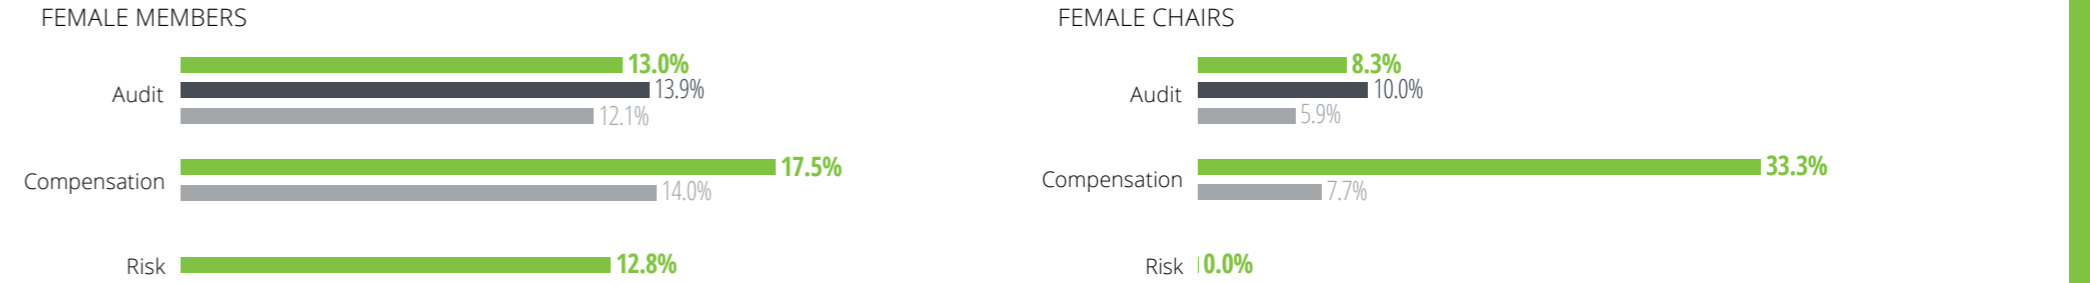 FEMALE MEMBERS
Audit
13.0%
13.9%
12.1%
Compensation
17.5%
14.0%
Risk
12.8%
FEMALE CHAIRS
Audit
8.3%
10.0%
5.9%
Compensation
33.3%
7.7%
Risk
0.0%